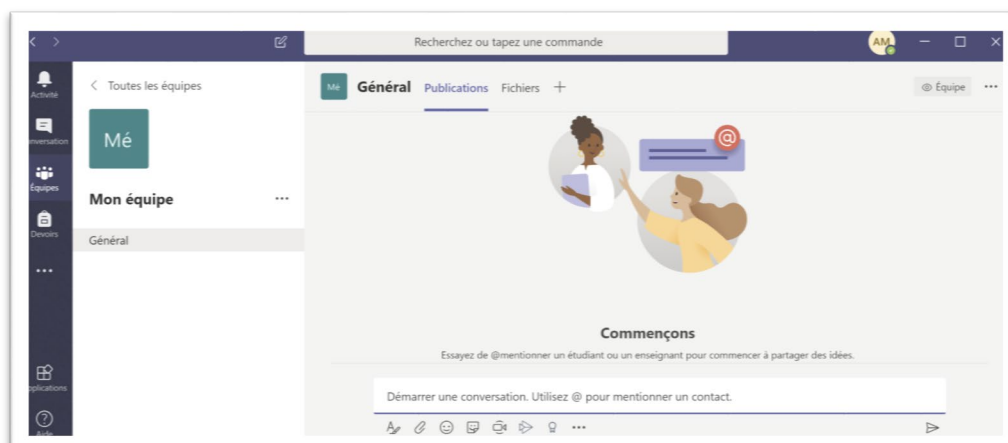 Recherchez ou tapez une commande
AM
Activité
Toutes les équipes
Mé
Général Publications Fichiers
Équipe
Mé
@
Équipes
Mon équipe
Devoirs
Général
Commençons
Essayez de @mentionner un étudiant ou un enseignant pour commencer à partager des idées.
Démarrer une conversation. Utilisez @ pour mentionner un contact.
Aide